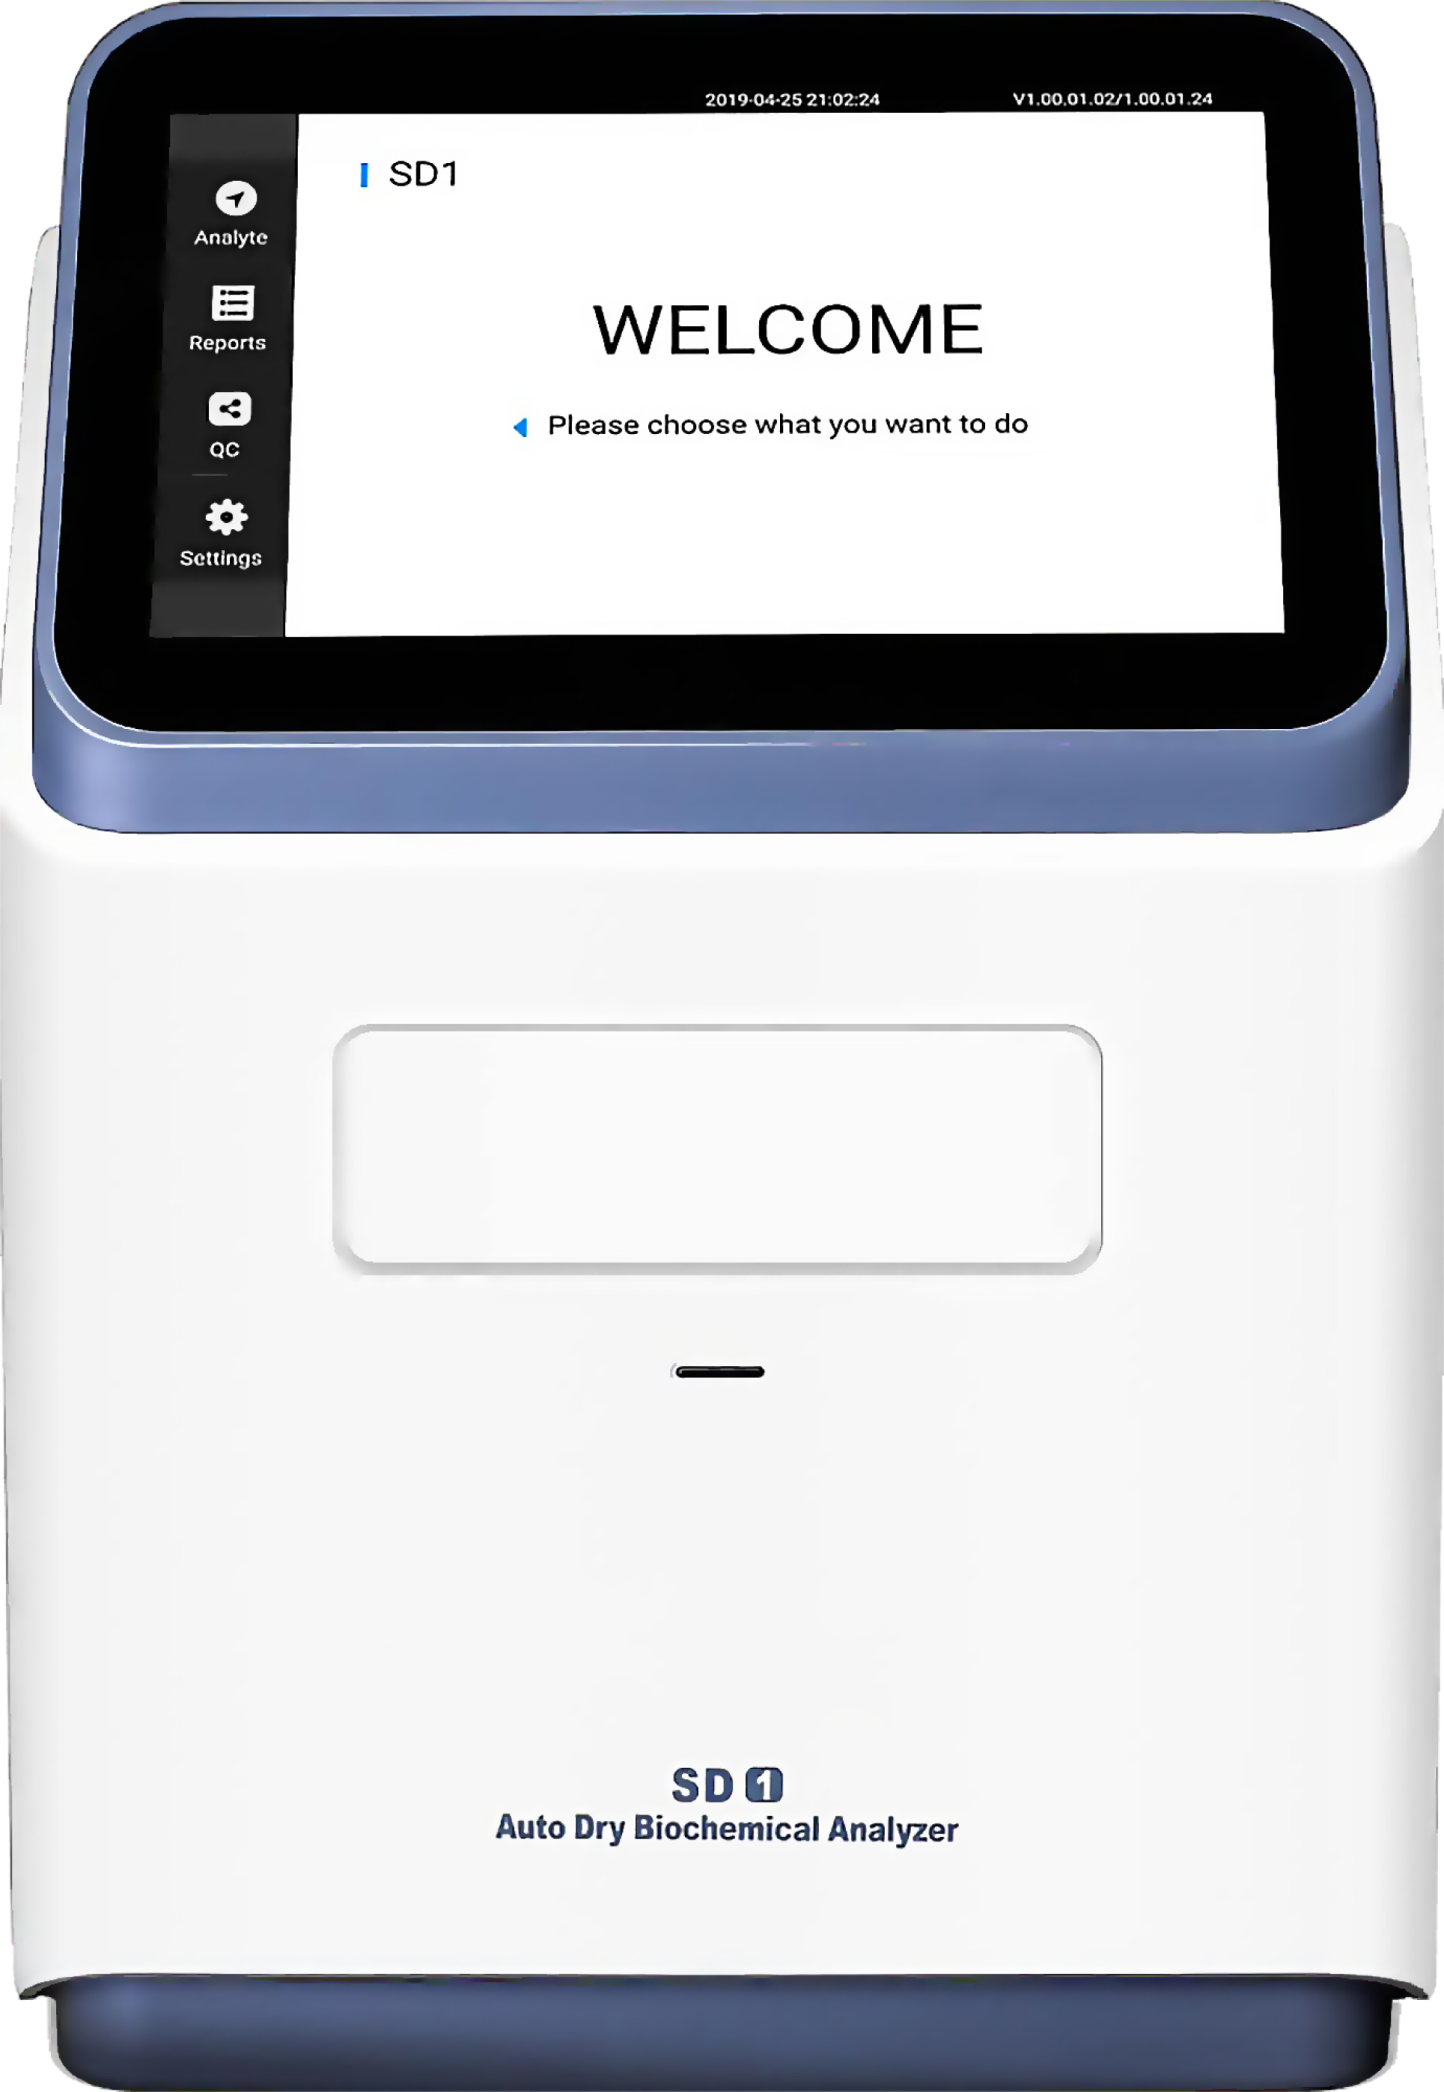 2019-04-25 21:02:24 V1.00.01.02/1.00.01.24
SD1
Analyte
Reports
QC
Settings
WELCOME
Please choose what you want to do
SD 1
Auto Dry Biochemical Analyzer